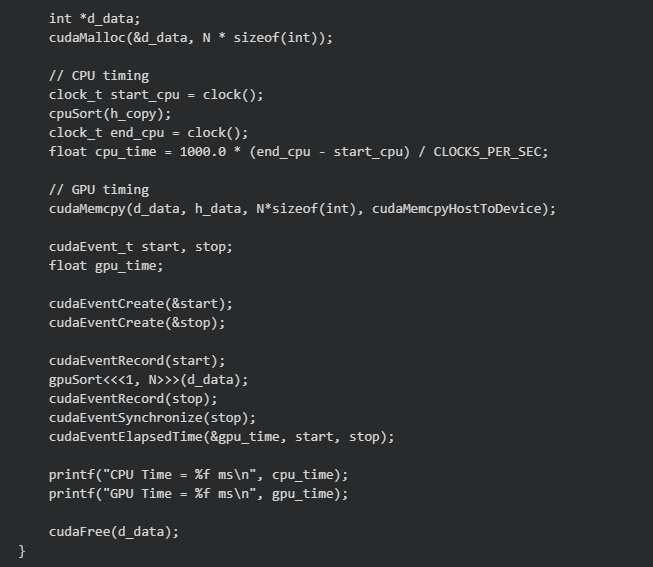 int *d_data;
cudaMalloc(&d_data, N * sizeof(int));
// CPU timing
clock_t start_cpu = clock();
cpuSort(h_copy);
clock_t end_cpu = clock();
float cpu_time = 1000.0 * (end_cpu - start_cpu) / CLOCKS_PER_SEC;
// GPU timing
cudaMemcpy(d_data, h_data, N*sizeof(int), cudaMemcpyHostToDevice);
cudaEvent_t start, stop;
float gpu_time;
cudaEventCreate(&start);
cudaEventCreate(&stop);
cudaEventRecord(start);
gpuSort<<<1, N>>>(d_data);
cudaEventRecord(stop);
cudaEventSynchronize(stop);
cudaEventElapsedTime(&gpu_time, start, stop);
printf("CPU Time = %f ms\n", cpu_time);
printf("GPU Time = %f ms\n", gpu_time);
cudaFree(d_data);
}